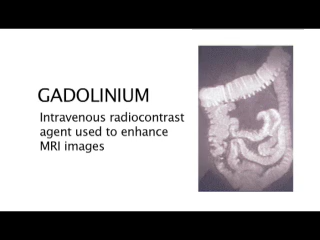 GADOLINIUM
Intravenous radiocontrast
agent used to enhance
MRI images